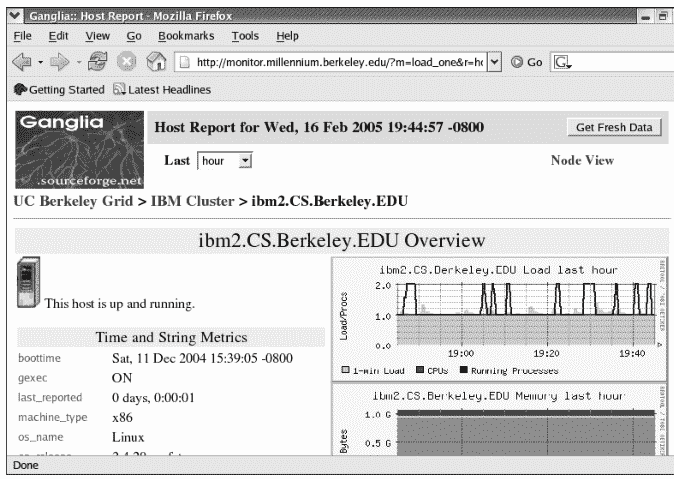 Ganglia:: Host Report - Mozilla Firefox
File Edit View Go Bookmarks Tools Help
http://monitor.millennium.berkeley.edu/?m=load_one&r=h Go G
Getting Started Latest Headlines
Ganglia
.sourceforge.net
Host Report for Wed, 16 Feb 2005 19:44:57 -0800 Get Fresh Data
Last hour Node View
UC Berkeley Grid > IBM Cluster > ibm2.CS.Berkeley.EDU
ibm2.CS.Berkeley.EDU Overview
This host is up and running.
Time and String Metrics
boottime Sat, 11 Dec 2004 15:39:05 -0800
gexec ON
last_reported 0 days, 0:00:01
machine_type x86
os_name Linux
ibm2.CS.Berkeley.EDU Load last hour
Load/Procs
2.0
1.0
0.0
19:00 19:20 19:40
1-min Load CPUs Running Processes
ibm2.CS.Berkeley.EDU Memory last hour
Bytes
1.0 G
0.5 G
Done